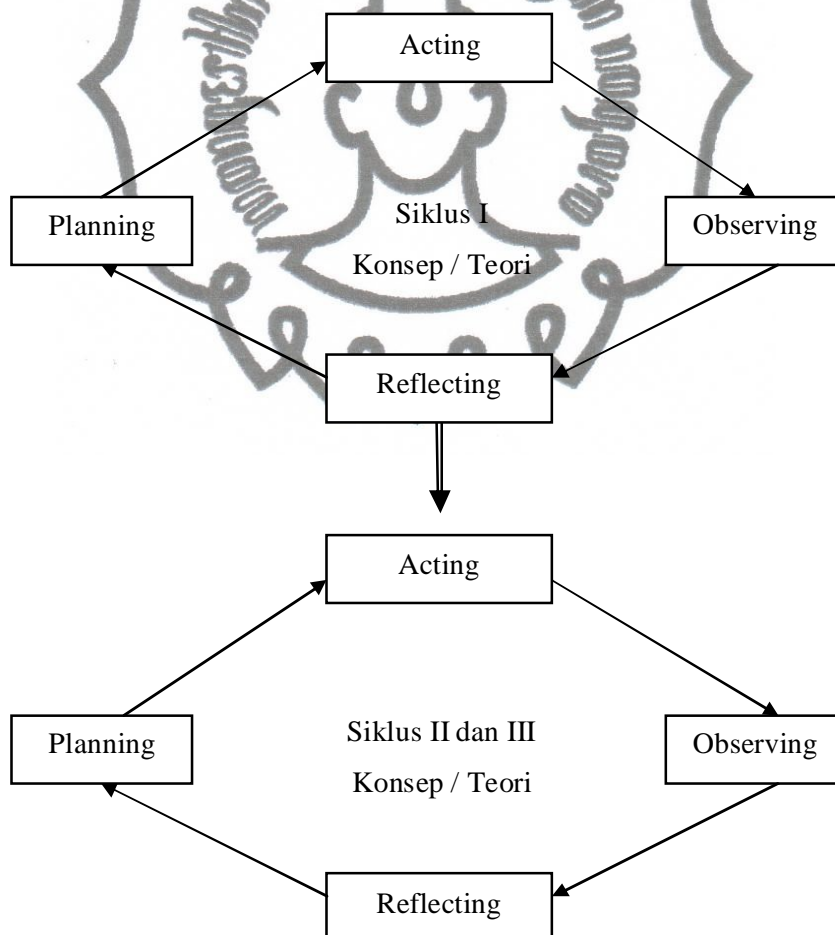 Acting
Planning
Siklus I
Observing
Konsep / Teori
Reflecting
Acting
Planning
Siklus II dan III
Observing
Konsep / Teori
Reflecting